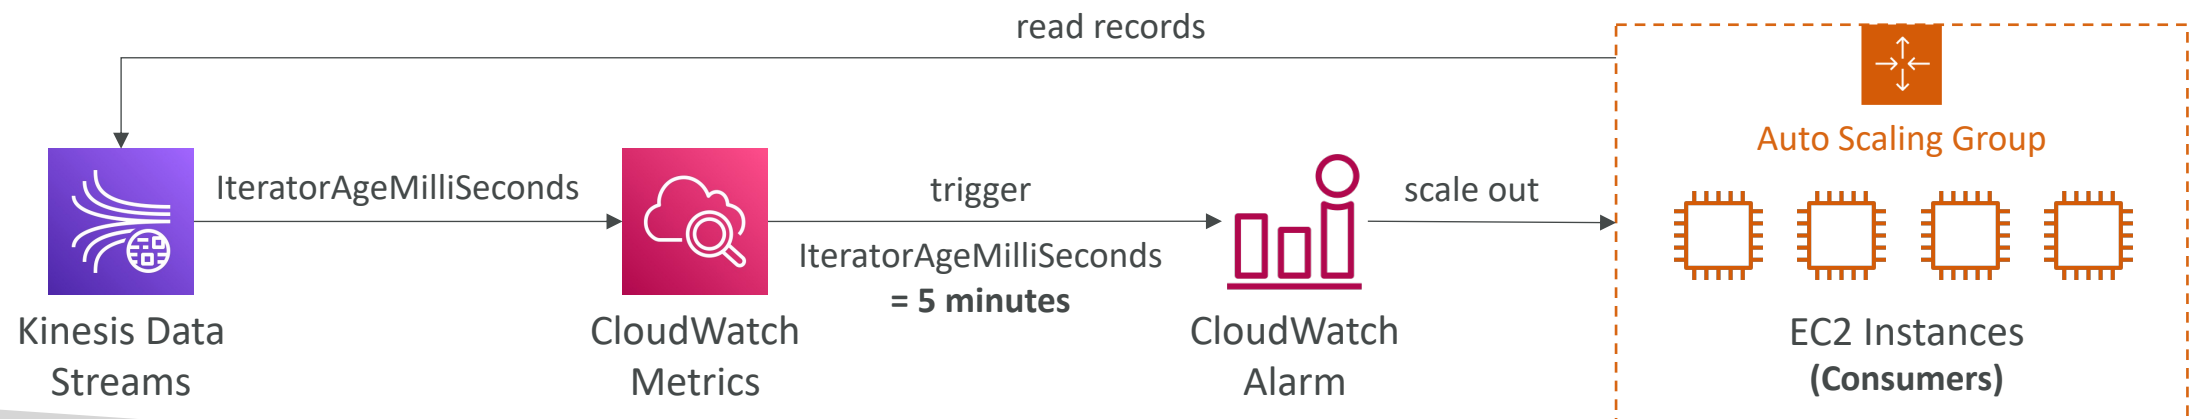 read records
Auto Scaling Group
IteratorAgeMilliSeconds
trigger
IteratorAgeMilliSeconds
= 5 minutes
scale out
Kinesis Data
Streams
CloudWatch
Metrics
CloudWatch
Alarm
EC2 Instances
(Consumers)